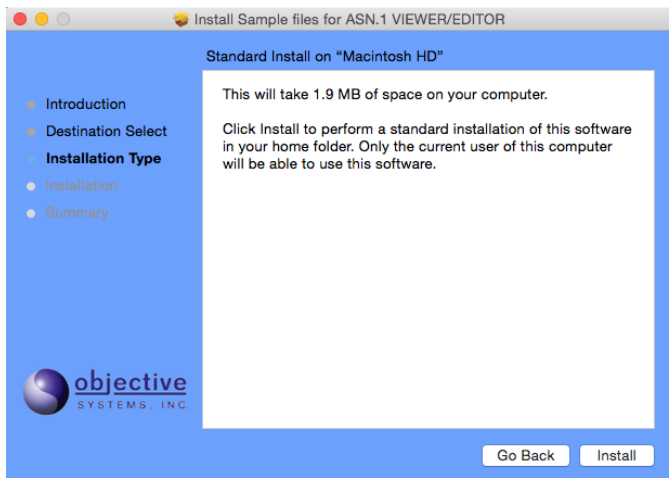 Install Sample files for ASN.1 VIEWER/EDITOR
Standard Install on “Macintosh HD”
Introduction
Destination Select
Installation Type
Installation
Summary
This will take 1.9 MB of space on your computer.
Click Install to perform a standard installation of this software
in your home folder. Only the current user of this computer
will be able to use this software.
objective
SYSTEMS, INC.
Go Back
Install